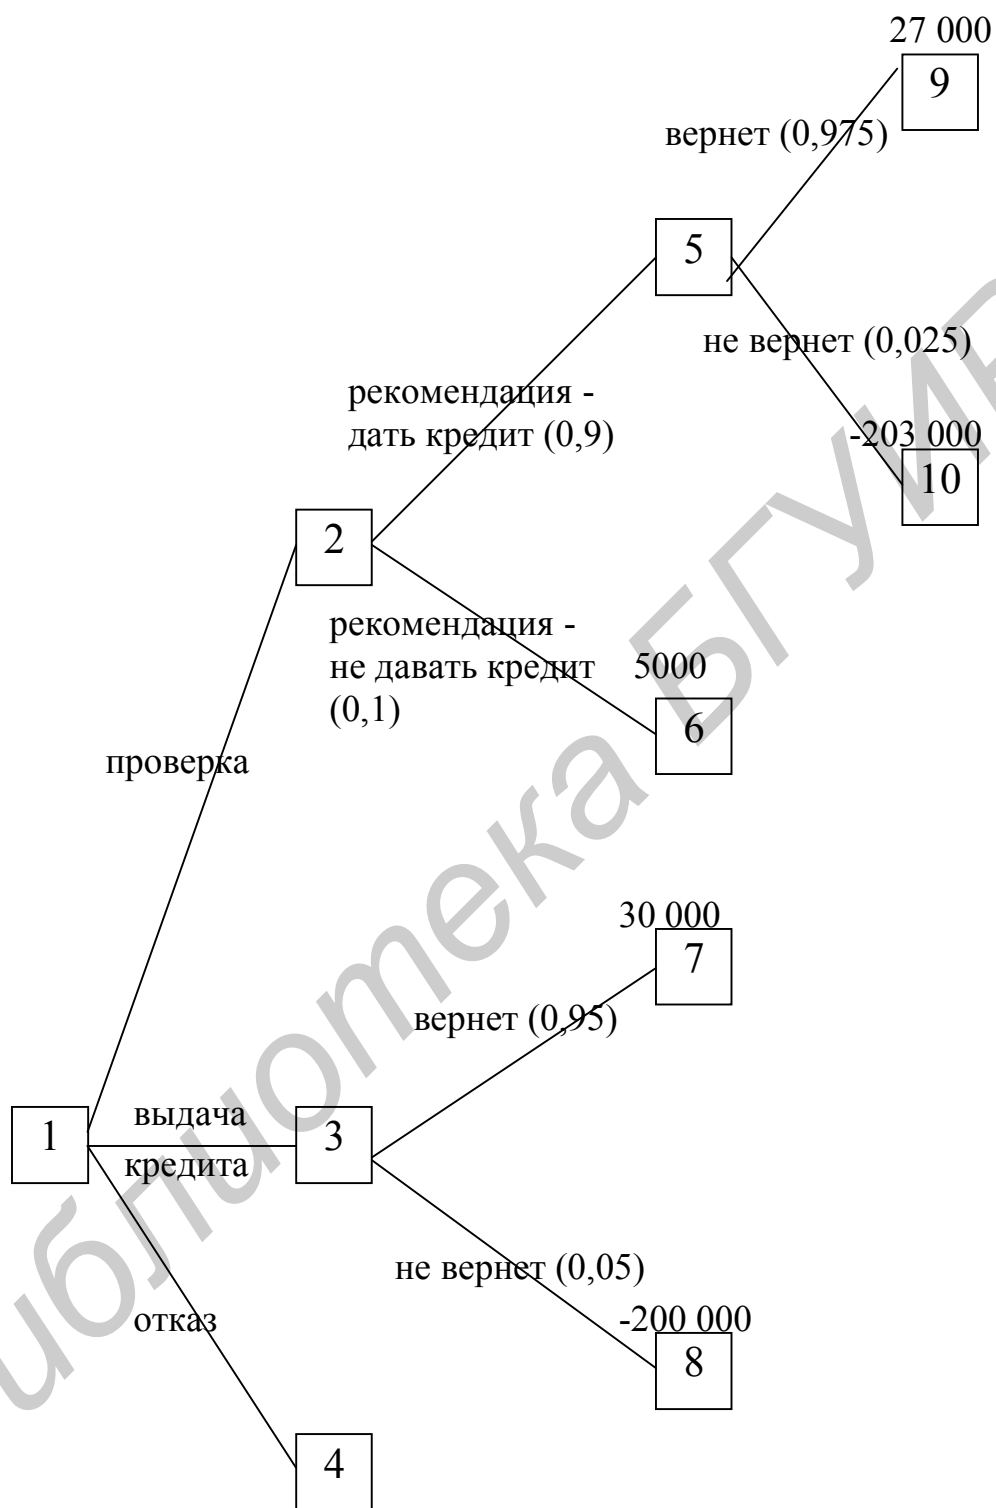 27 000
9
вернет (0,975)
5
не вернет (0,025)
рекомендация -
дать кредит (0,9)
-203 000
10
2
рекомендация -
не давать кредит
(0,1)
5000
6
проверка
30 000
7
вернет (0,95)
1
выдача
кредита
3
не вернет (0,05)
-200 000
8
отказ
4
иблиотека БГУИР